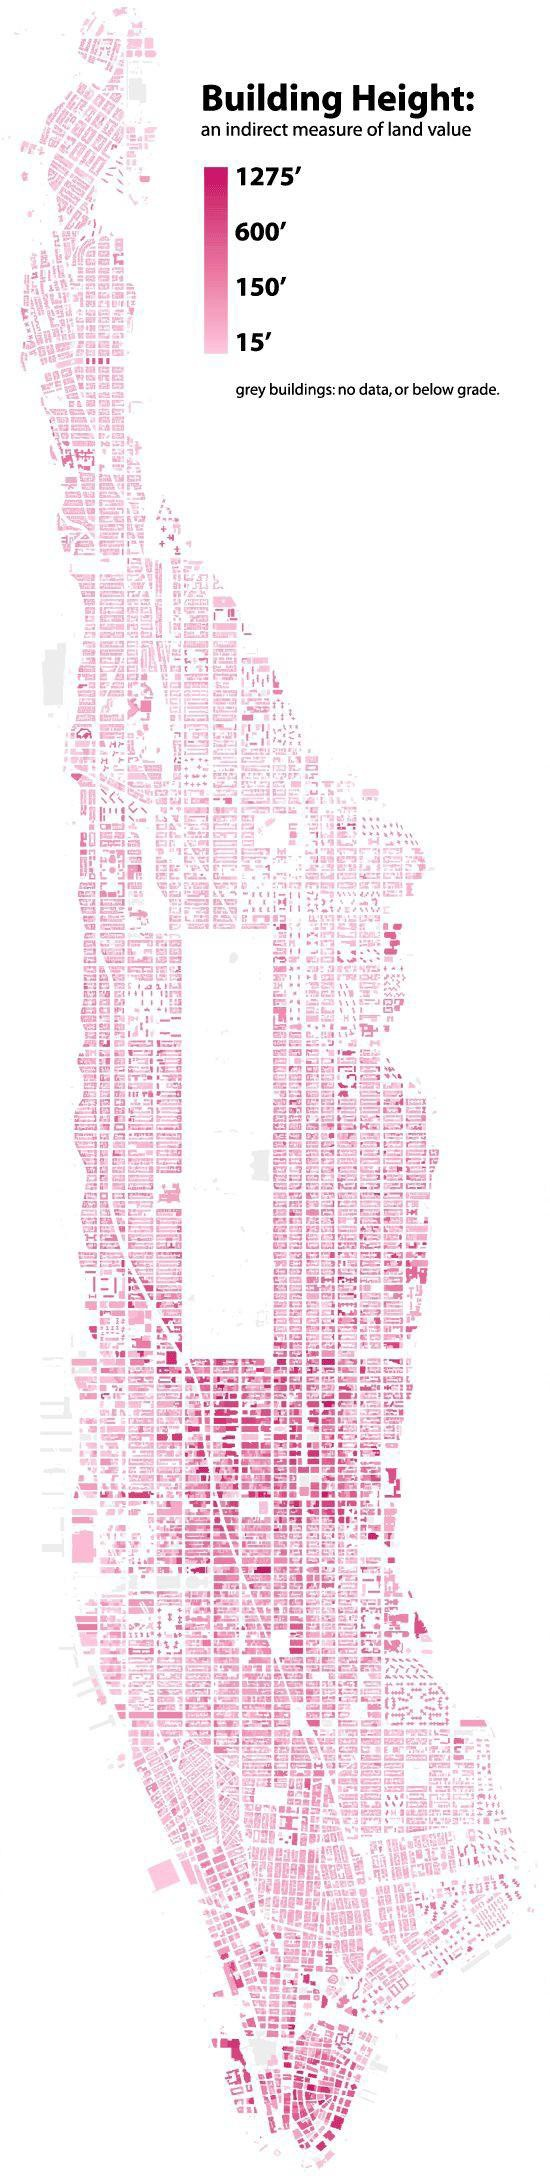 Building Height:
an indirect measure of land value
1275’
600’
150’
15’
grey buildings: no data, or below grade.